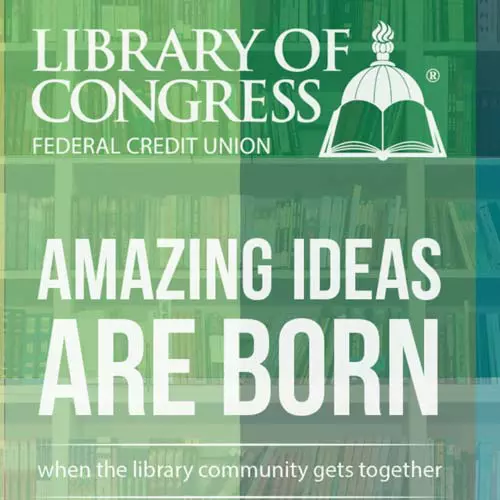 LIBRARY OF
CONGRESS
®
FEDERAL CREDIT UNION
AMAZING IDEAS
ARE BORN
when the library community gets together